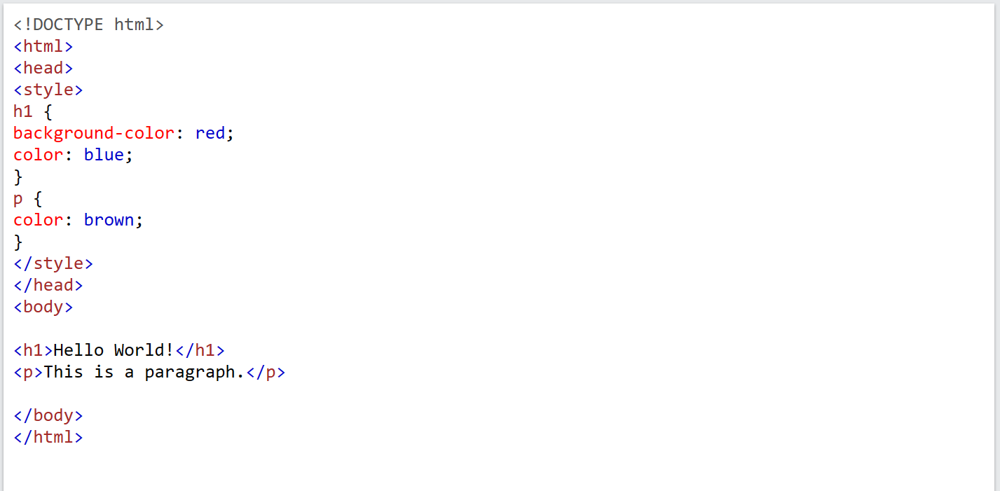 <!DOCTYPE html>
<html>
<head>
<style>
h1 {
background-color: red;
color: blue;
}
p {
color: brown;
}
</style>
</head>
<body>
<h1>Hello World!</h1>
<p>This is a paragraph.</p>
</body>
</html>